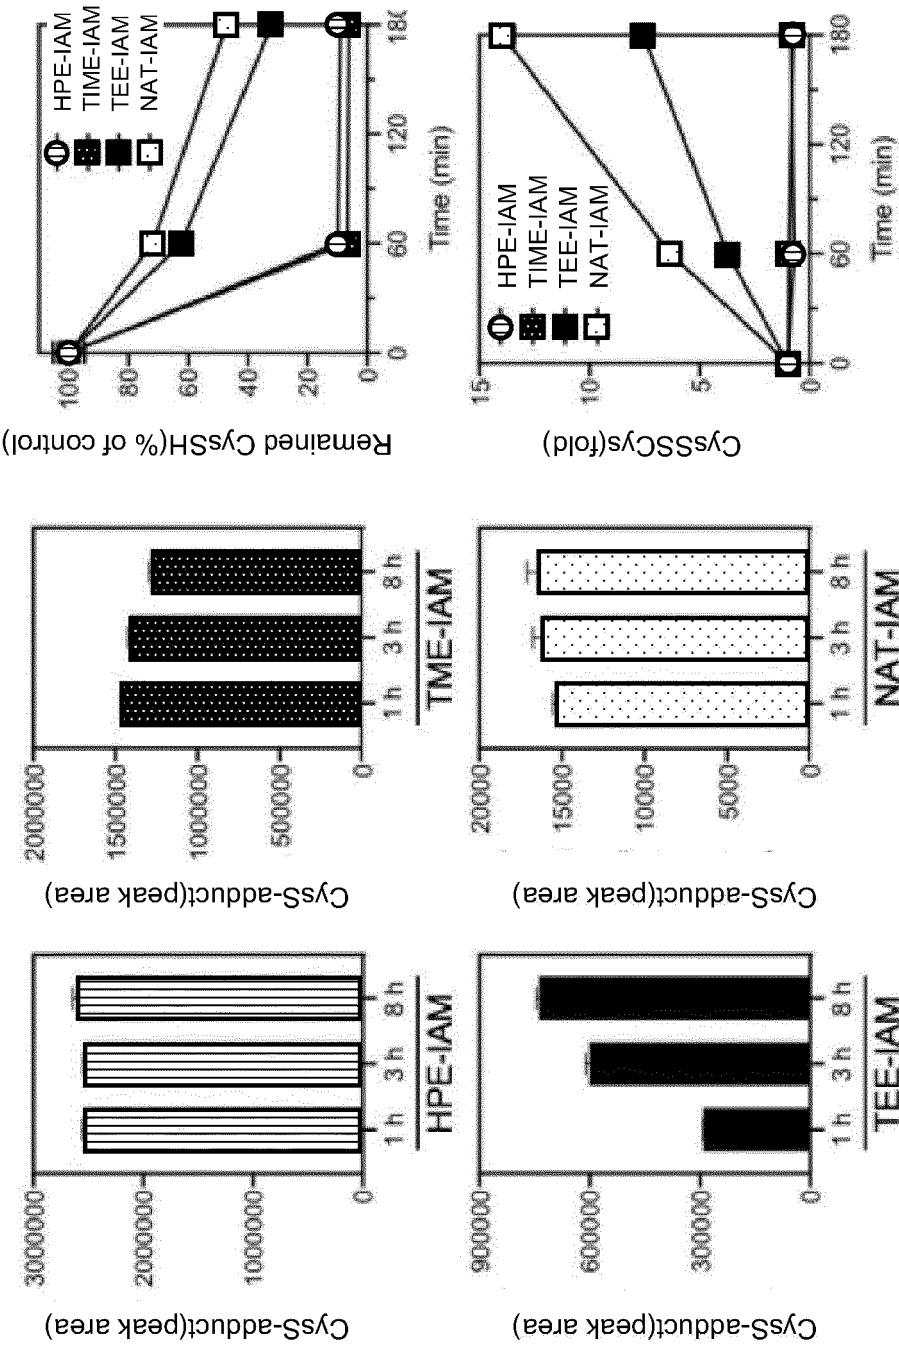 CysS-adduct(peak area)
3000000
2000000
1000000
0
1 h
3 h
8 h
HPE-IAM
CysS-adduct(peak area)
2000000
1500000
1000000
500000
0
1 h
3 h
8 h
TME-IAM
Remained CysSH(% of control)
100
80
60
40
20
0
0
60
120
180
Time (min)
HPE-IAM
TIME-IAM
TEE-IAM
NAT-IAM
CysS-adduct(peak area)
900000
600000
300000
0
1 h
3 h
8 h
TEE-IAM
CysS-adduct(peak area)
20000
15000
10000
5000
0
1 h
3 h
8 h
NAT-IAM
CysSSCys(fold)
15
10
5
0
0
60
120
180
Time (min)
HPE-IAM
TIME-IAM
TEE-IAM
NAT-IAM